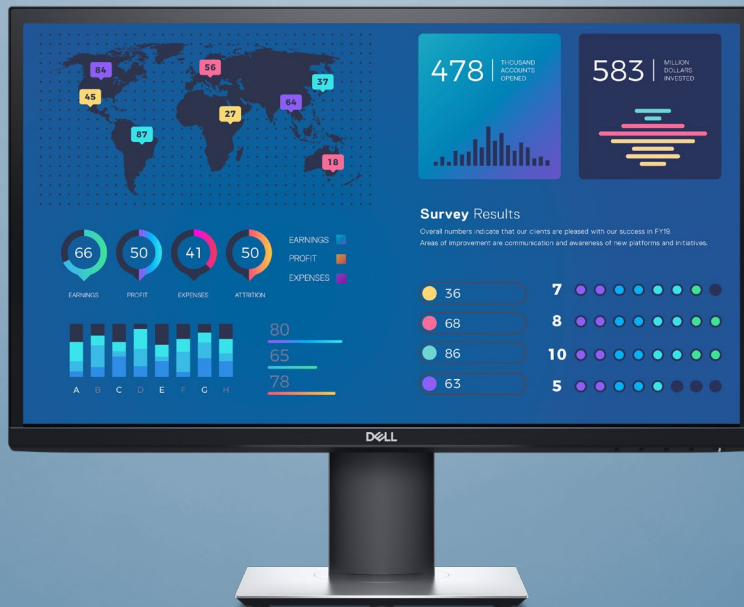 84
56
37
45
64
27
87
18
478
THOUSAND
ACCOUNTS
OPENED
583
MILLION
DOLLARS
INVESTED
66
50
41
50
EARNINGS
PROFIT
EXPENSES
ATTRITION
EARNINGS
PROFIT
EXPENSES
Survey Results
Overall numbers indicate that our clients are pleased with our success in FY19.
Areas of improvement are communication and awareness of new platforms and initiatives.
36
68
86
63
7
8
10
5
A B C D E F G H
80
65
78
DELL